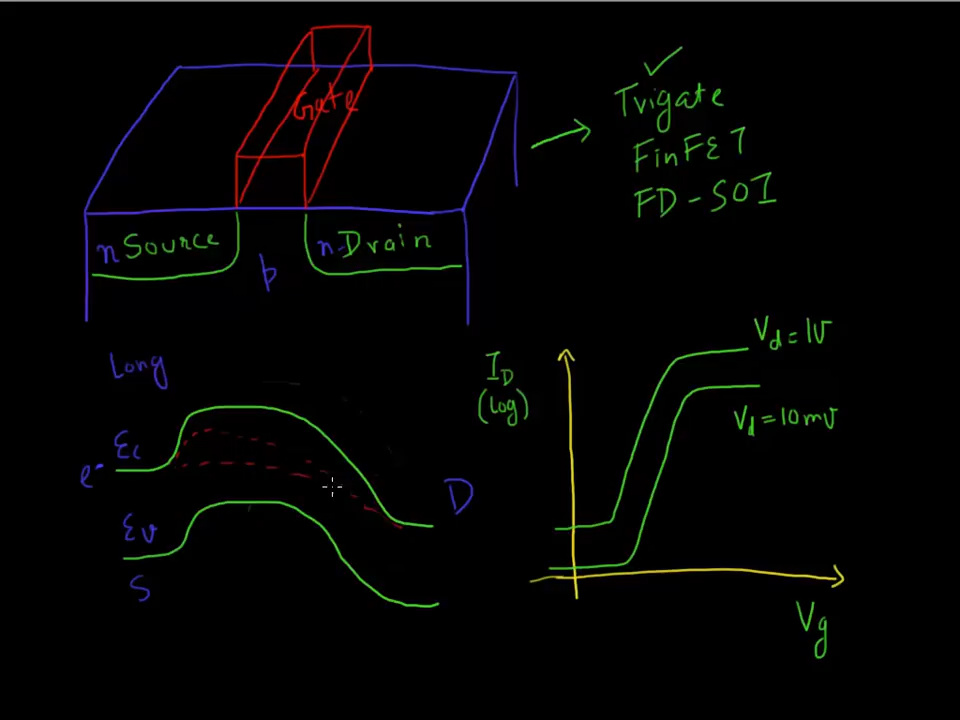 Gate
Trigate
FinFET
FD-SOI
n Source
n-Drain
p
Long
Ec
e-
Ev
S
D
ID
(log)
Vd = 1V
Vd = 10mV
Vg